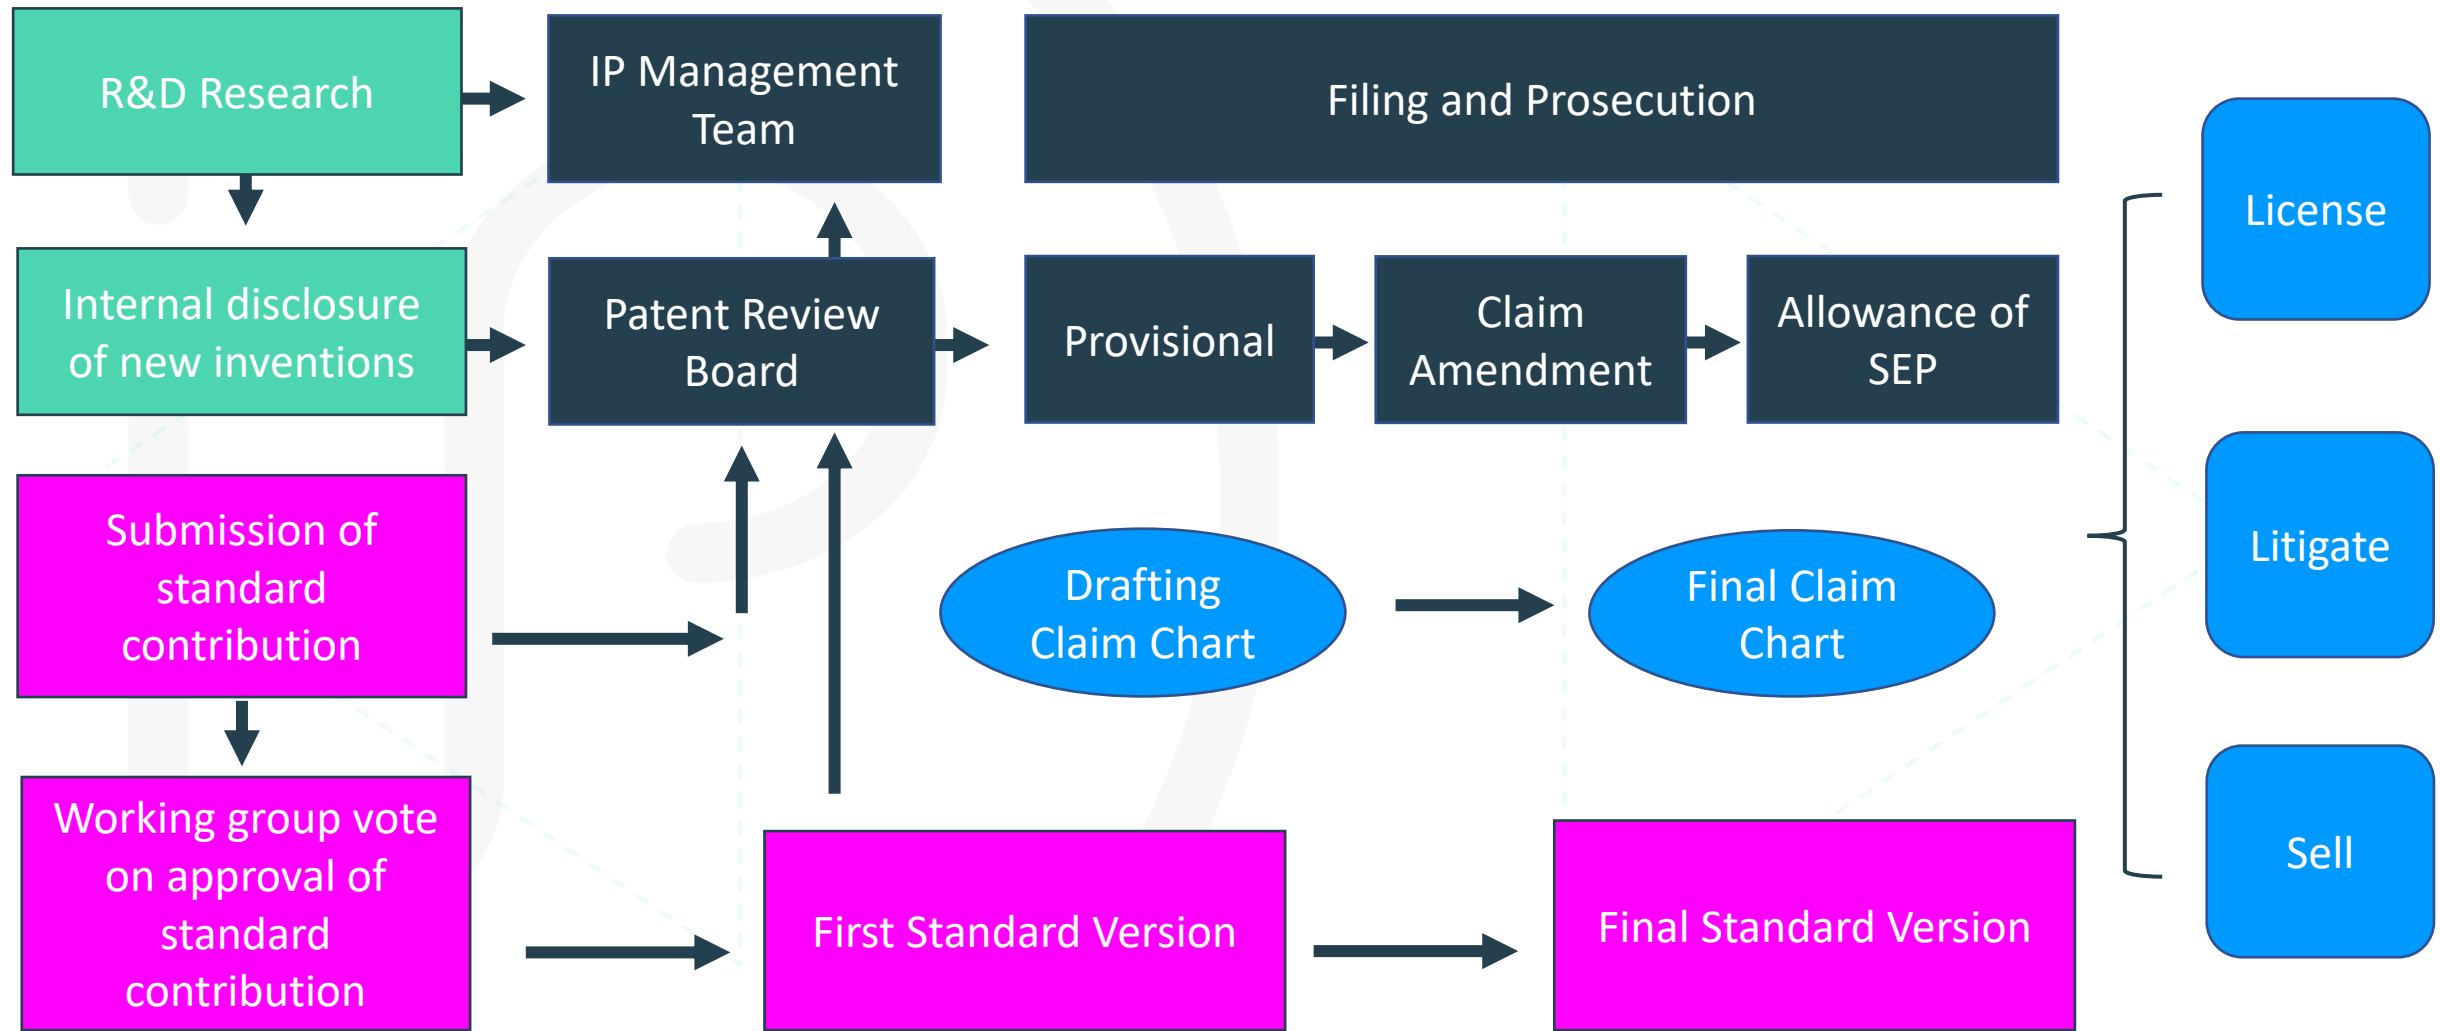 R&D Research
IP Management
Team
Filing and Prosecution
License
Internal disclosure
of new inventions
Patent Review
Board
Provisional
Claim
Amendment
Allowance of
SEP
Submission of
standard
contribution
Drafting
Claim Chart
Final Claim
Chart
Litigate
Working group vote
on approval of
standard
contribution
First Standard Version
Final Standard Version
Sell